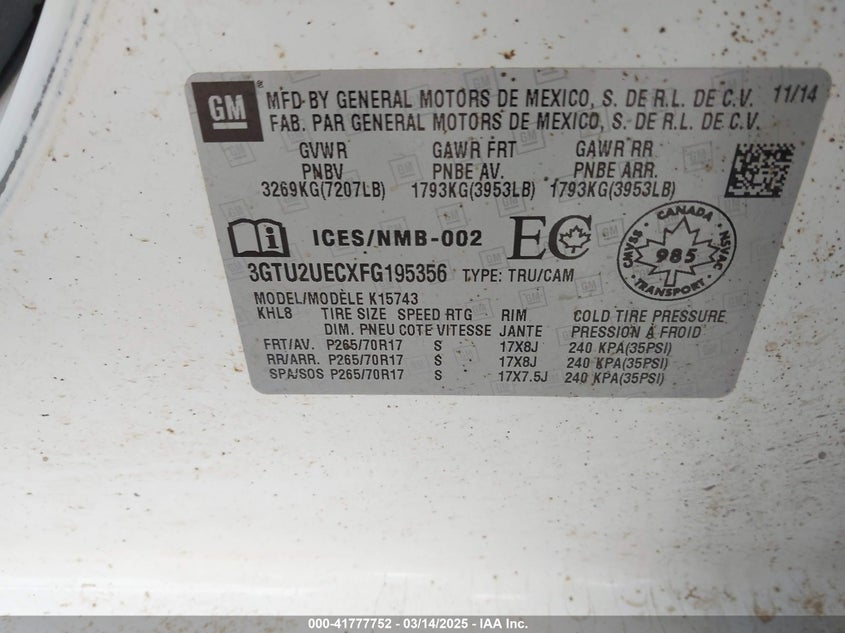 GM ® MFD BY GENERAL MOTORS DE MEXICO, S. DE R.L. DE C.V. 11/14
FAB. PAR GENERAL MOTORS DE MEXICO, S. DE R.L. DE C.V.
GVWR GAWR FRT GAWR RR
PNBV PNBE AV. PNBE ARR.
3269KG(7207LB) 1793KG(3953LB) 1793KG(3953LB)
ICES/NMB-002 EC
CANADA
CMVSS 985 NSVAC
TRANSPORT
3GTU2UECXFG195356 TYPE: TRU/CAM
MODEL/MODÈLE K15743
KHL8 TIRE SIZE SPEED RTG RIM COLD TIRE PRESSURE
DIM. PNEU COTE VITESSE JANTE PRESSION À FROID
FRT/AV. P265/70R17 S 17X8J 240 KPA(35PSI)
RR/ARR. P265/70R17 S 17X8J 240 KPA(35PSI)
SPA/SOS P265/70R17 S 17X7.5J 240 KPA(35PSI)
000-41777752 — 03/14/2025 — IAA Inc.